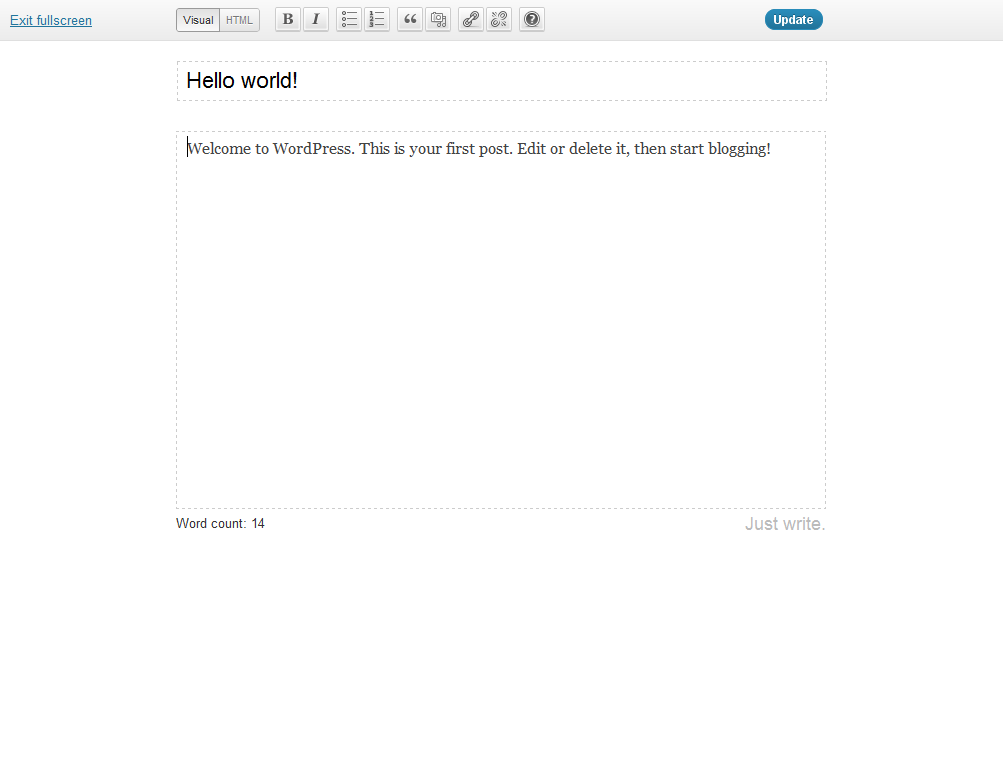 Exit fullscreen Visual HTML B I Update
Hello world!
Welcome to WordPress. This is your first post. Edit or delete it, then start blogging!
Word count: 14 Just write.